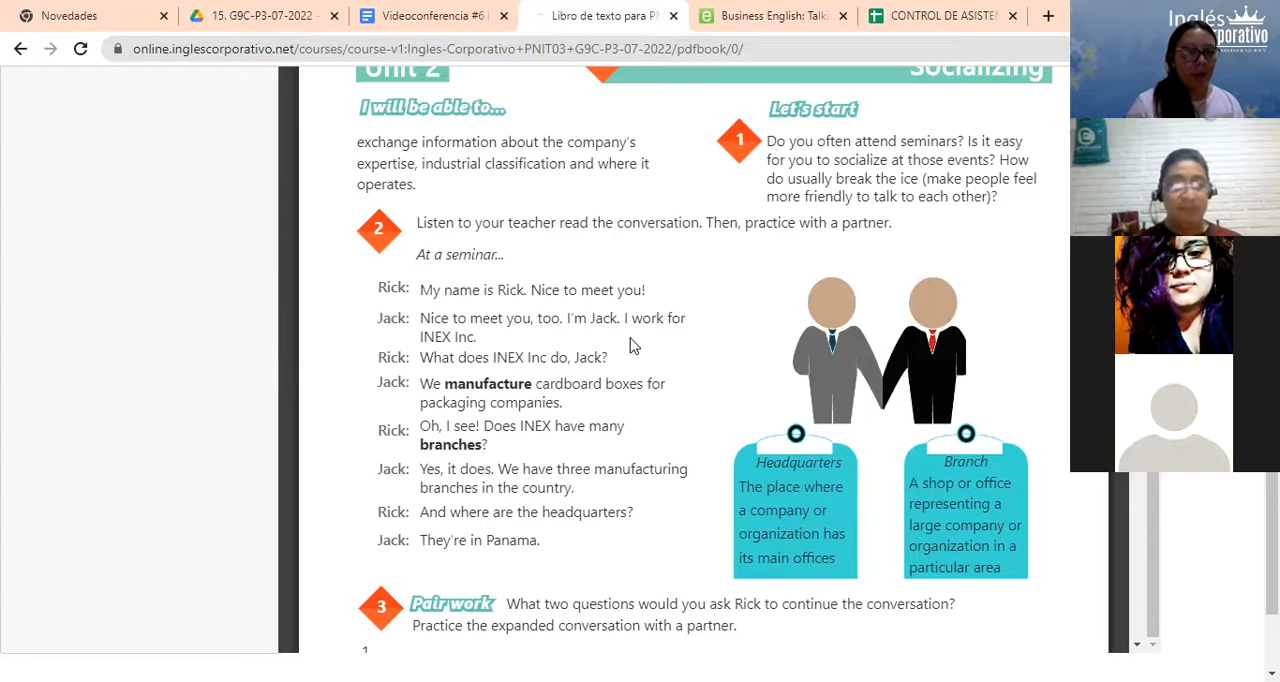 Novedades
15. G9C-P3-07-2022
Videoconferencia #6
Libro de texto para
Business English: Talki
CONTROL DE ASISTE
online.inglescorporativo.net/courses/course-v1:Ingles-Corporativo+PNIT03+G9C-P3-07-2022/pdfbook/0/
Inglés
Corporativo
Unit 2
Socializing
I will be able to...
exchange information about the company's
expertise, industrial classification and where it
operates.
Let's start
1
Do you often attend seminars? Is it easy
for you to socialize at those events? How
do usually break the ice (make people feel
more friendly to talk to each other)?
2
Listen to your teacher read the conversation. Then, practice with a partner.
At a seminar...
Rick: My name is Rick. Nice to meet you!
Jack: Nice to meet you, too. I'm Jack. I work for
INEX Inc.
Rick: What does INEX Inc do, Jack?
Jack: We manufacture cardboard boxes for
packaging companies.
Rick: Oh, I see! Does INEX have many
branches?
Jack: Yes, it does. We have three manufacturing
branches in the country.
Rick: And where are the headquarters?
Jack: They're in Panama.
Headquarters
The place where
a company or
organization has
its main offices
Branch
A shop or office
representing a
large company or
organization in a
particular area
3
Pair work What two questions would you ask Rick to continue the conversation?
Practice the expanded conversation with a partner.
1